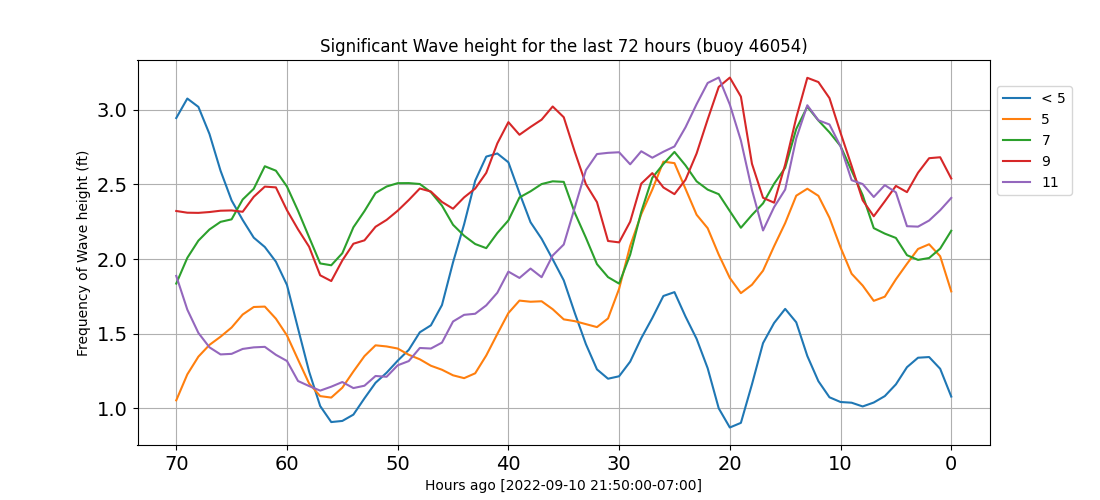 Significant Wave height for the last 72 hours (buoy 46054)
Frequency of Wave height (ft)
3.0
2.5
2.0
1.5
1.0
70 60 50 40 30 20 10 0
Hours ago [2022-09-10 21:50:00-07:00]
< 5
5
7
9
11